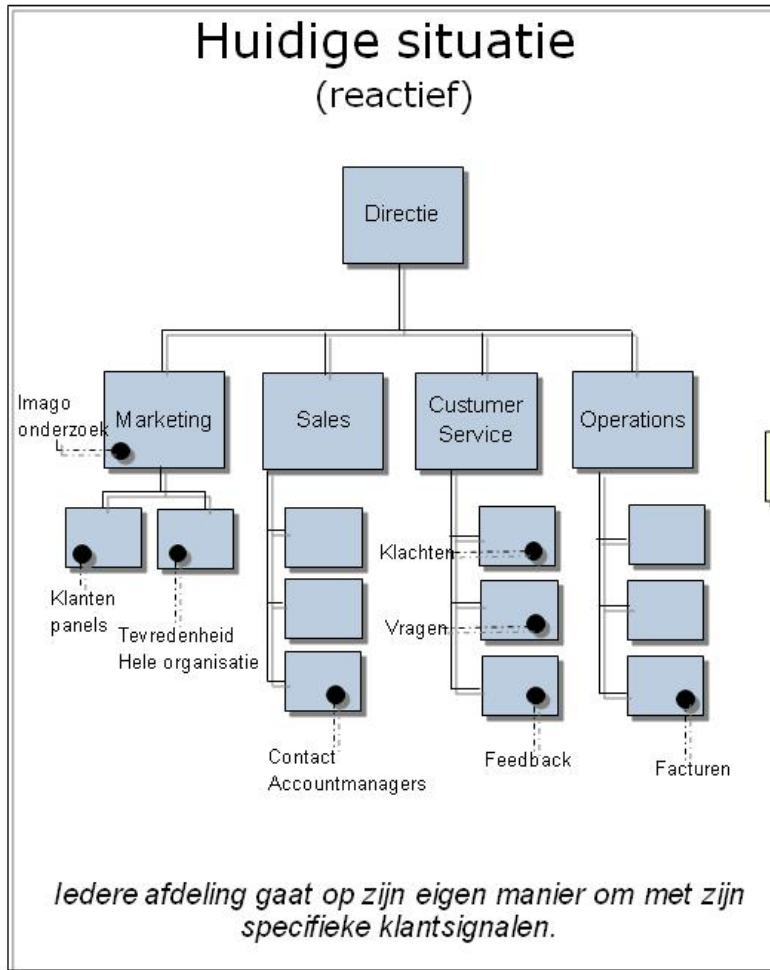 Huidige situatie
(reactief)
Directie
Imago
onderzoek
Marketing
Sales
Custumer
Service
Operations
Klanten
panels
Tevredenheid
Hele organisatie
Contact
Accountmanagers
Klachten
Vragen
Feedback
Facturen
Iedere afdeling gaat op zijn eigen manier om met zijn
specifieke klantsignalen.